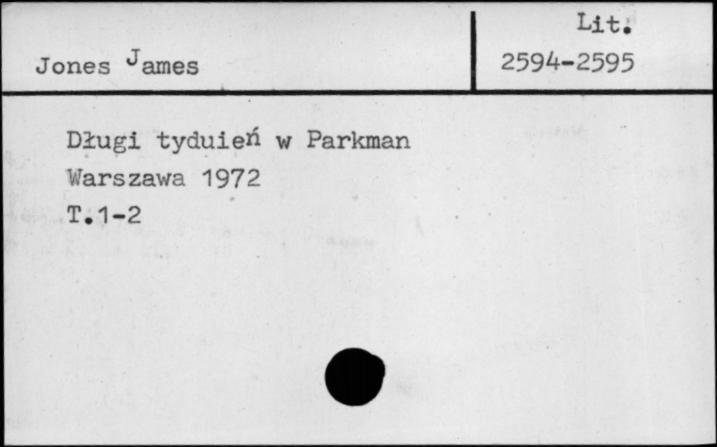 Lit.
Jones James
2594-2595
Długi tyduień w Parkman
Warszawa 1972
T.1-2